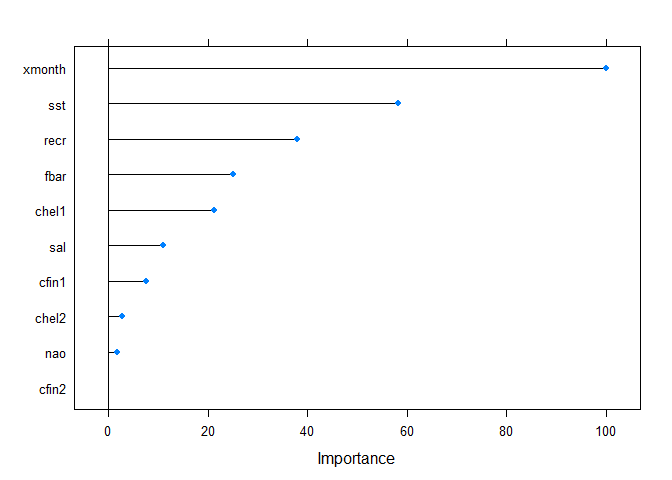 xmonth
sst
recr
fbar
chel1
sal
cfin1
chel2
nao
cfin2
0 20 40 60 80 100
Importance